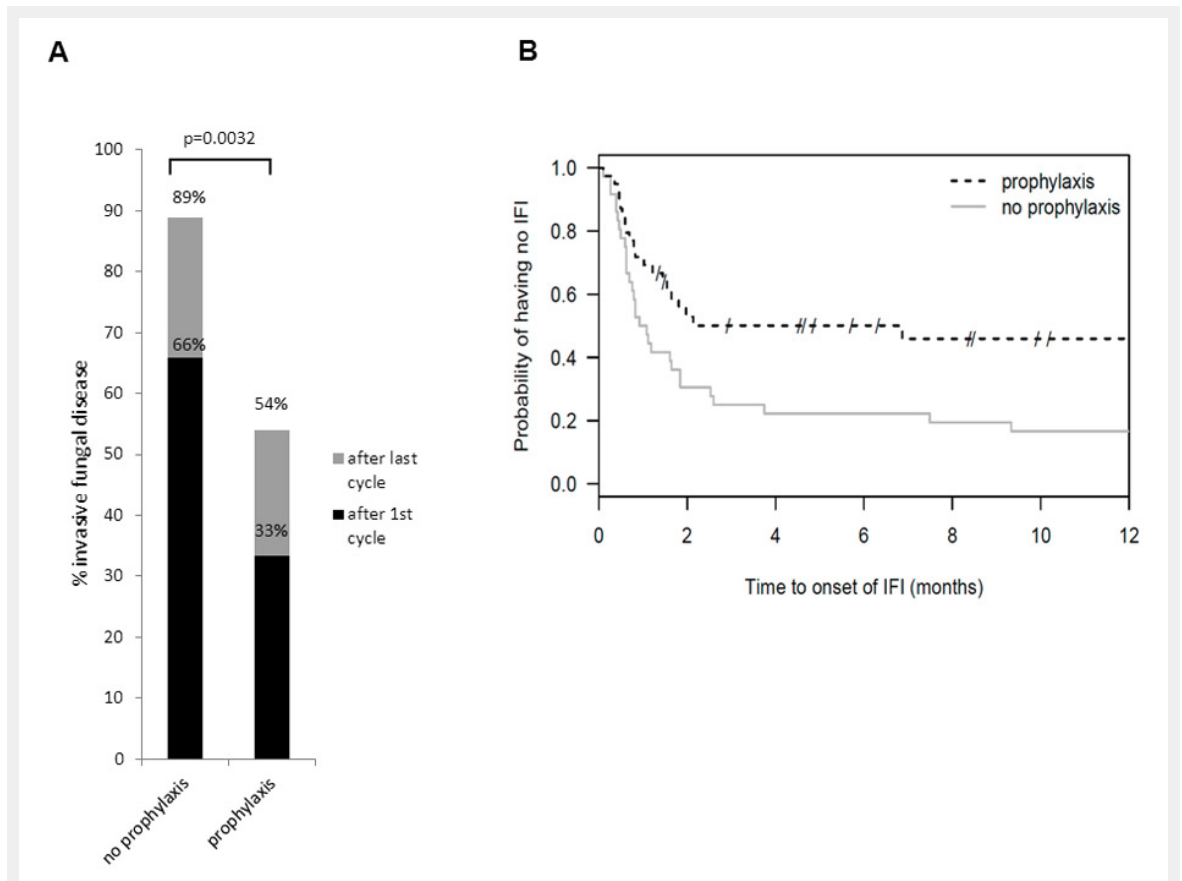 A
p=0.0032
100
90
80
70
60
50
40
30
20
10
0
% invasive fungal disease
89%
66%
54%
33%
after last
cycle
after 1st
cycle
no prophylaxis
prophylaxis
B
1.0
0.8
0.6
0.4
0.2
0.0
Probability of having no IFI
prophylaxis
no prophylaxis
0 2 4 6 8 10 12
Time to onset of IFI (months)